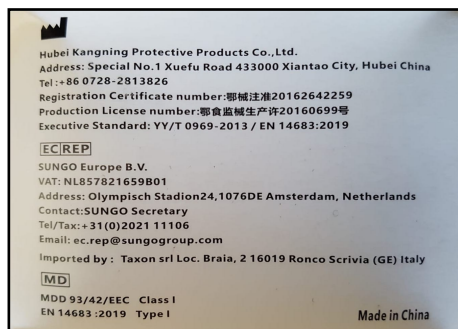 Hubei Kangning Protective Products Co.,Ltd.
Address: Special No.1 Xuefu Road 433000 Xiantao City, Hubei China
Tel:+86 0728-2813826
Registration Certificate number:鄂械注准20162642259
Production License number:鄂食监械生产许20160699号
Executive Standard: YY/T 0969-2013 / EN 14683:2019
EC REP
SUNGO Europe B.V.
VAT: NL857821659B01
Address: Olympisch Stadion24,1076DE Amsterdam, Netherlands
Contact:SUNGO Secretary
Tel/Tax:+31(0)2021 11106
Email: ec.rep@sungogroup.com
Imported by : Taxon srl Loc. Braia, 2 16019 Ronco Scrivia (GE) Italy
MD
MDD 93/42/EEC Class I
EN 14683 :2019 Type I
Made in China